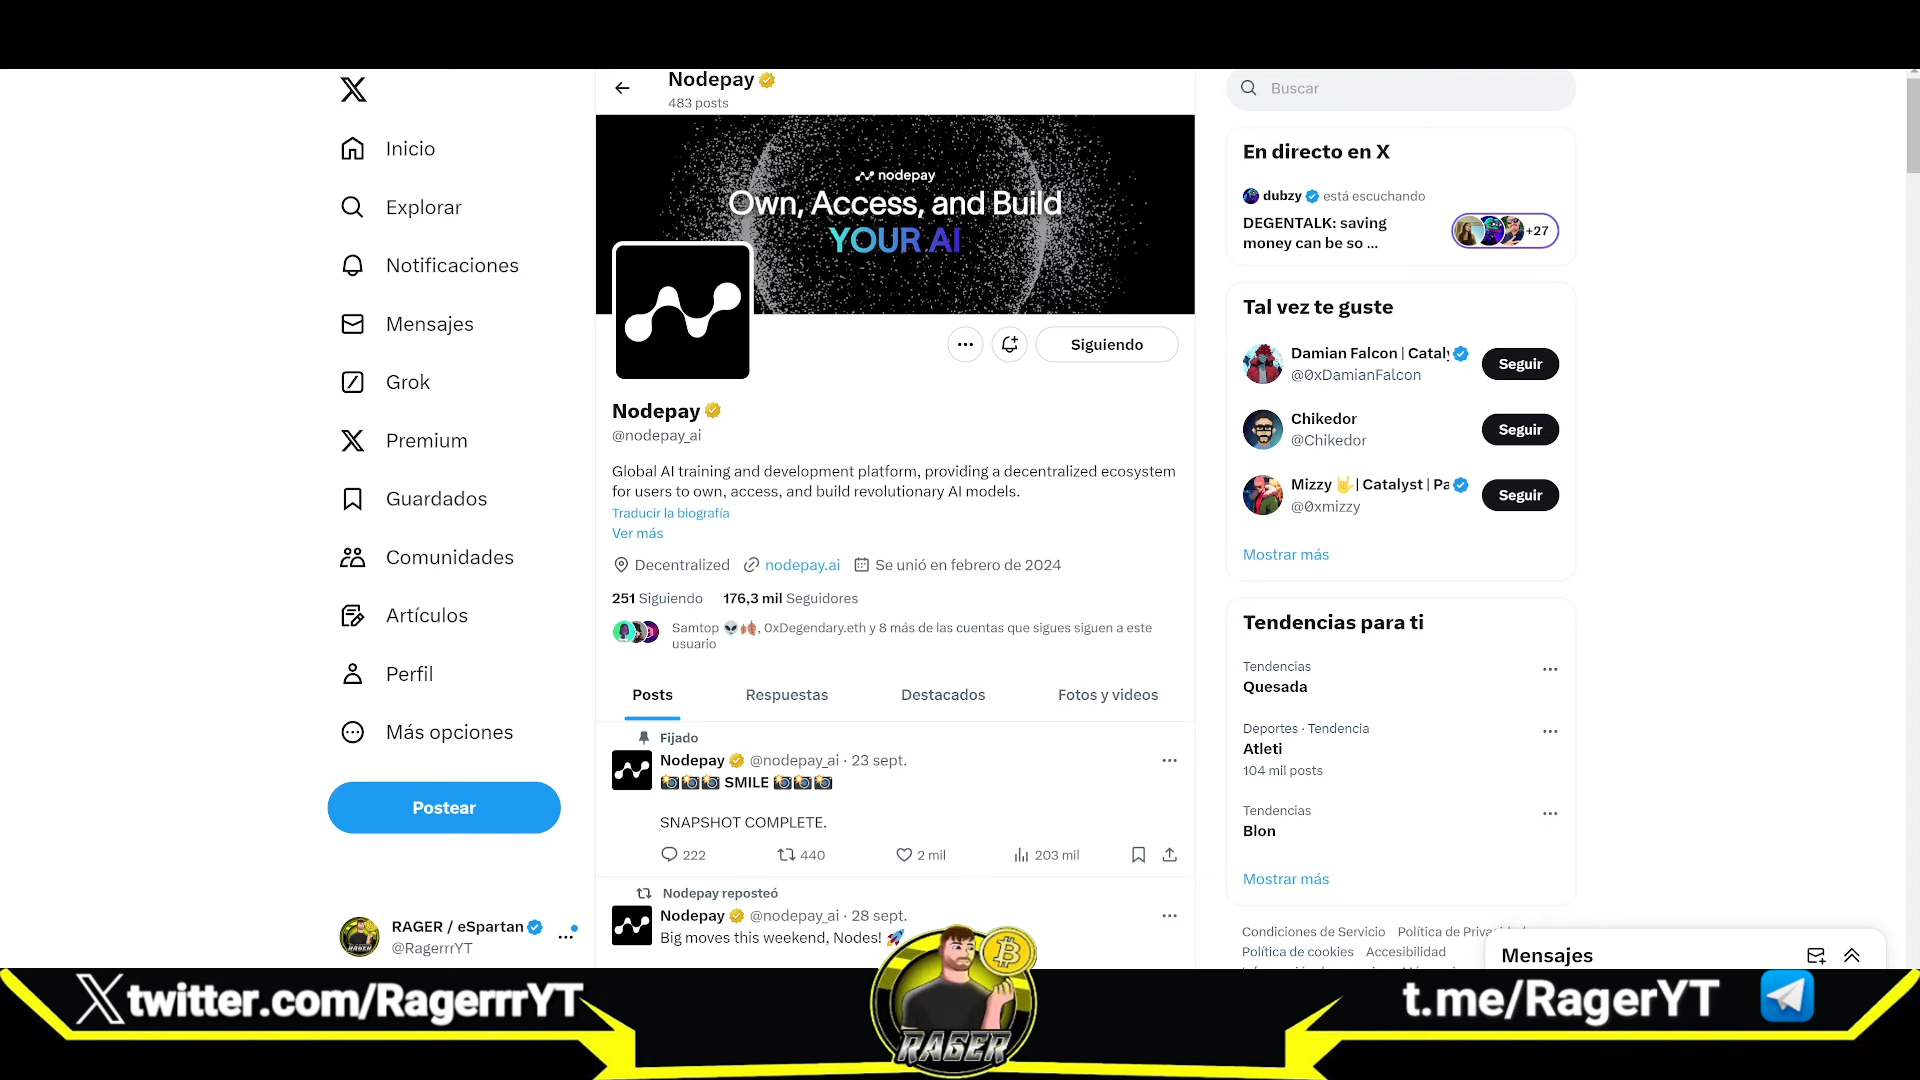 Inicio
Explorar
Notificaciones
Mensajes
Grok
Premium
Guardados
Comunidades
Artículos
Perfil
Más opciones
Postear
RAGER / eSpartan
@RagerrrYT
Nodepay
483 posts
nodepay
Own, Access, and Build
YOUR AI
Siguiendo
Nodepay
@nodepay_ai
Global AI training and development platform, providing a decentralized ecosystem
for users to own, access, and build revolutionary AI models.
Traducir la biografía
Ver más
Decentralized nodepay.ai Se unió en febrero de 2024
251 Siguiendo 176,3 mil Seguidores
Samtop 👽🫁, 0xDegendary.eth y 8 más de las cuentas que sigues siguen a este
usuario
Posts Respuestas Destacados Fotos y videos
Fijado
Nodepay @nodepay_ai · 23 sept.
📸📸📸 SMILE 📸📸📸
SNAPSHOT COMPLETE.
222 440 2 mil 203 mil
Nodepay reposteó
Nodepay @nodepay_ai · 28 sept.
Big moves this weekend, Nodes! 🚀
Buscar
En directo en X
dubzy está escuchando
DEGENTALK: saving
money can be so ...
+27
Tal vez te guste
Damian Falcon | Cataly
@0xDamianFalcon
Seguir
Chikedor
@Chikedor
Seguir
Mizzy 🤟| Catalyst | Pa
@0xmizzy
Seguir
Mostrar más
Tendencias para ti
Tendencias
Quesada
Deportes · Tendencia
Atleti
104 mil posts
Tendencias
Blon
Mostrar más
Condiciones de Servicio Política de
Política de cookies Accesibilidad
Mensajes
twitter.com/RagerrrYT
RAGER
t.me/RagerYT